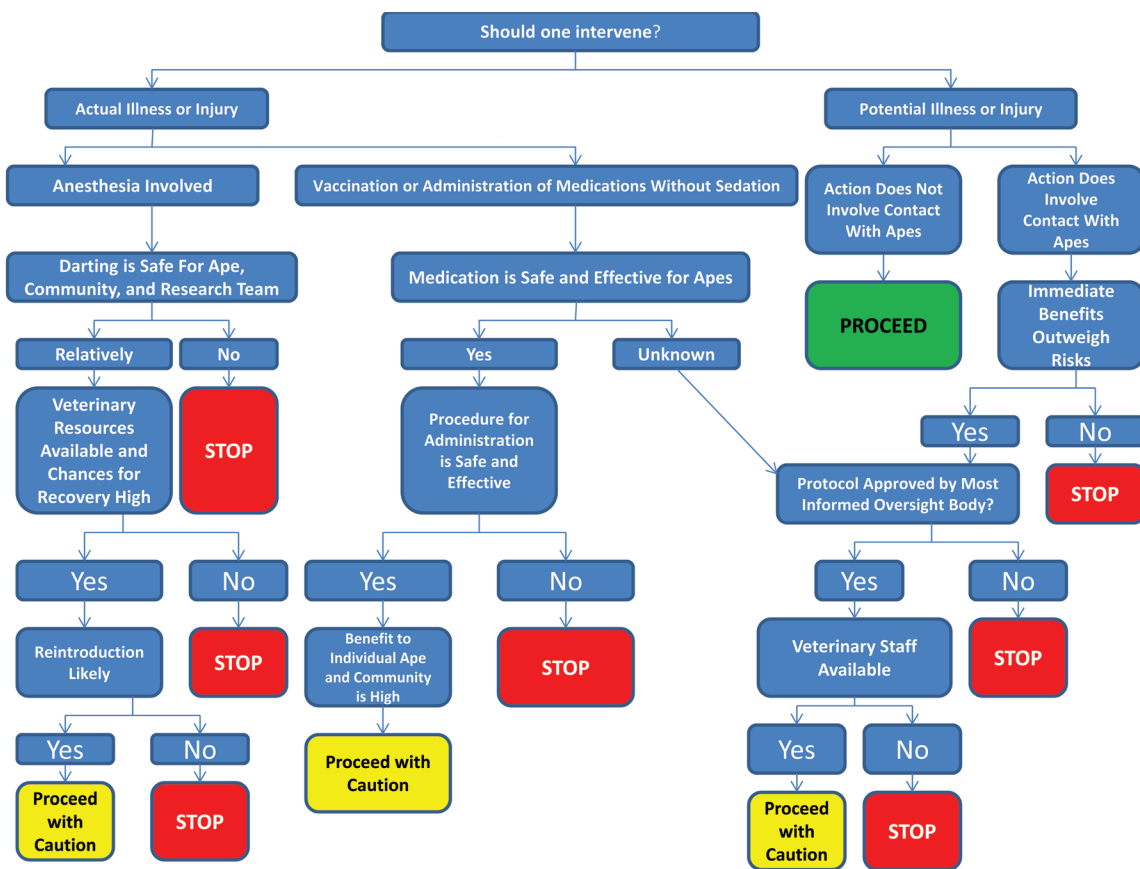 Should one intervene?
Actual Illness or Injury
Potential Illness or Injury
Anesthesia Involved
Vaccination or Administration of Medications Without Sedation
Action Does Not
Involve Contact
With Apes
Action Does
Involve
Contact With
Apes
Darting is Safe For Ape,
Community, and Research Team
Medication is Safe and Effective for Apes
PROCEED
Immediate
Benefits
Outweigh
Risks
Relatively
No
Yes
Unknown
Veterinary
Resources
Available and
Chances for
Recovery High
STOP
Procedure for
Administration
is Safe and
Effective
Yes
No
Protocol Approved by Most
Informed Oversight Body?
STOP
Yes
No
Yes
No
Yes
No
Reintroduction
Likely
STOP
Benefit to
Individual Ape
and Community
is High
STOP
Veterinary Staff
Available
STOP
Yes
No
Proceed with
Caution
Yes
No
Proceed
with
Caution
STOP
Proceed
with
Caution
STOP